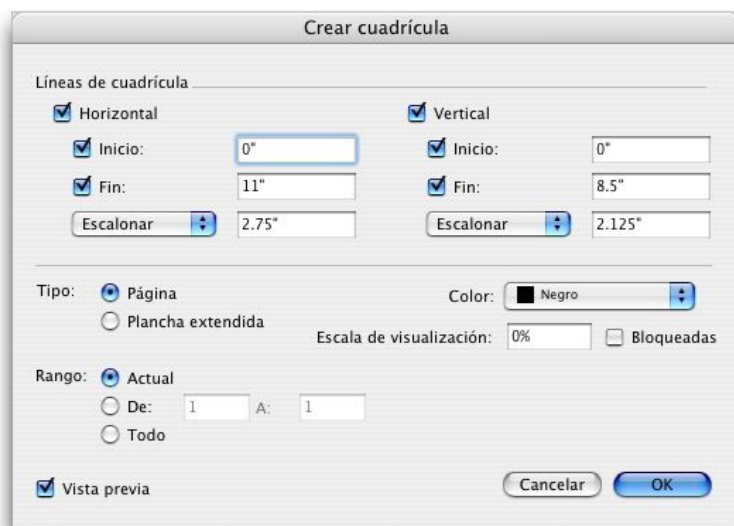 Crear cuadrícula
Líneas de cuadrícula
Horizontal
Vertical
Inicio: 0"
Inicio: 0"
Fin: 11"
Fin: 8.5"
Escalonar 2.75"
Escalonar 2.125"
Tipo: Página
Plancha extendida
Color: Negro
Escala de visualización: 0% Bloqueadas
Rango: Actual
De: 1 A: 1
Todo
Vista previa
Cancelar OK